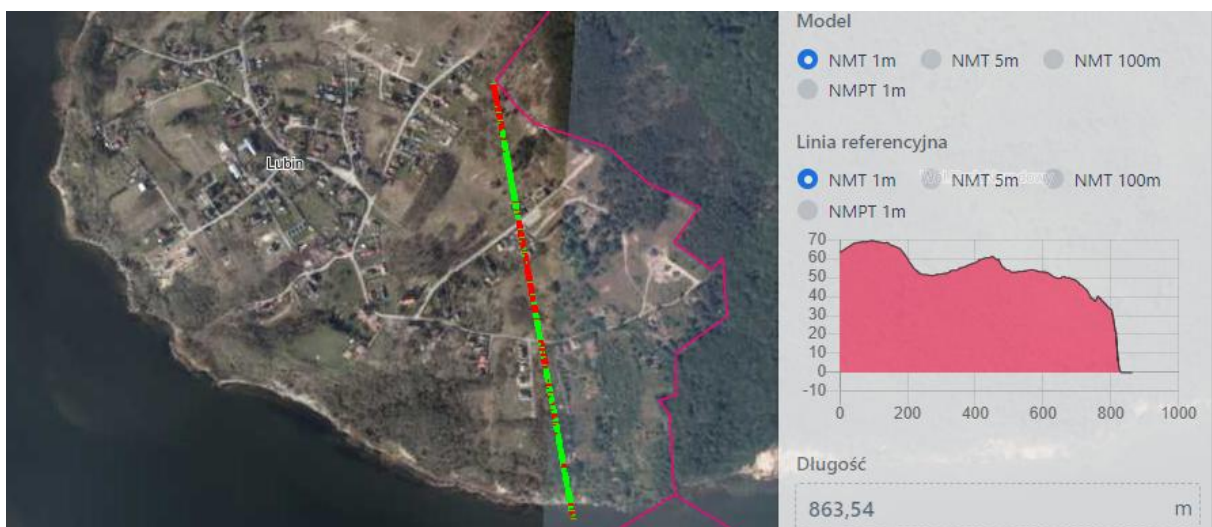 Lubin
Model
NMT 1m NMT 5m NMT 100m
NMPT 1m
Linia referencyjna
NMT 1m NMT 5m NMT 100m
NMPT 1m
70
60
50
40
30
20
10
0
-10
0 200 400 600 800 1000
Długość
863,54 m